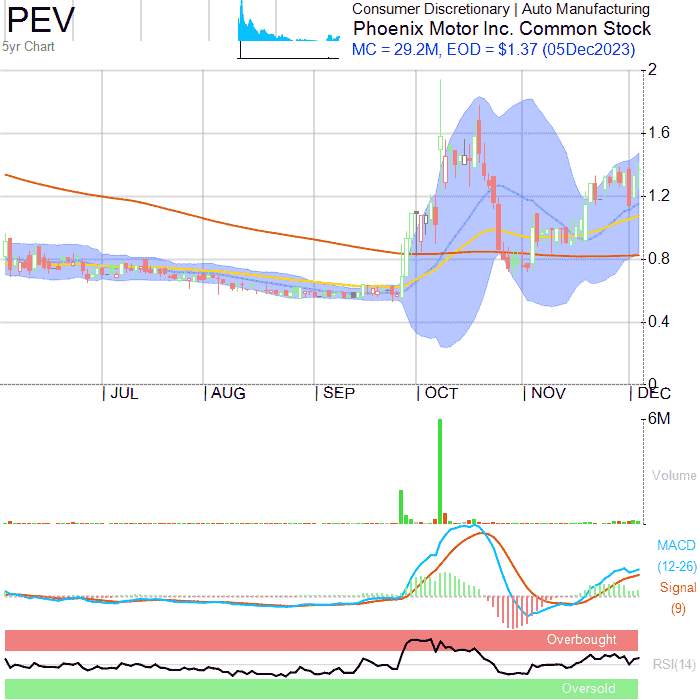 PEV
5yr Chart
Consumer Discretionary | Auto Manufacturing
Phoenix Motor Inc. Common Stock
MC = 29.2M, EOD = $1.37 (05Dec2023)
2
1.6
1.2
0.8
0.4
0
JUL AUG SEP OCT NOV DEC
6M
Volume
MACD
(12-26)
Signal
(9)
Overbought
RSI(14)
Oversold